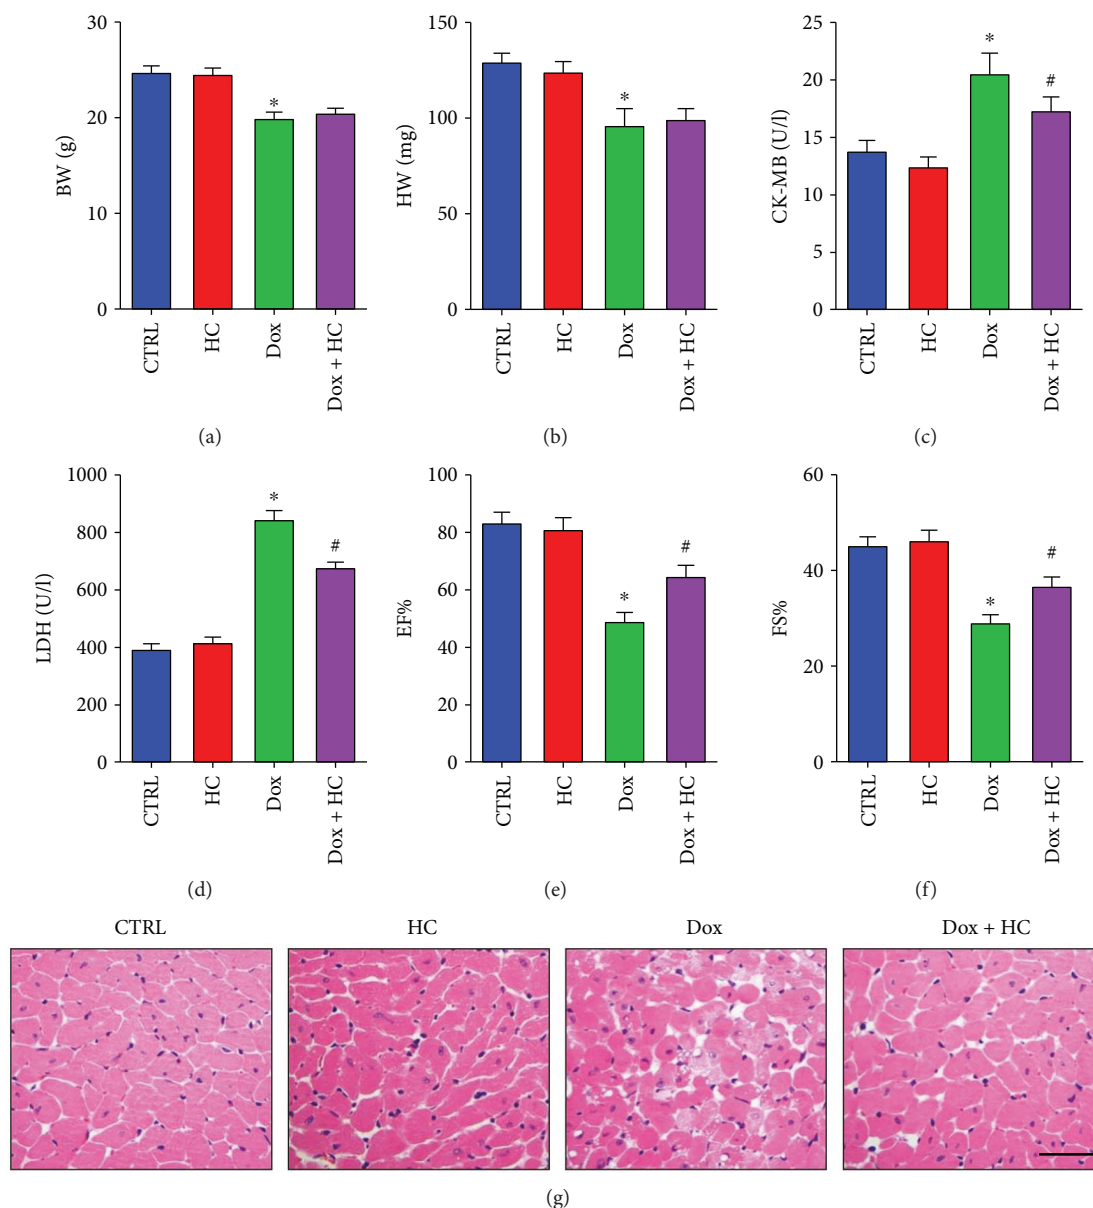 30
20
10
0
BW (g)
*
CTRL
HC
Dox
Dox + HC
(a)
150
100
50
0
HW (mg)
*
CTRL
HC
Dox
Dox + HC
(b)
25
20
15
10
5
0
CK-MB (U/l)
*
#
CTRL
HC
Dox
Dox + HC
(c)
1000
800
600
400
200
0
LDH (U/l)
*
#
CTRL
HC
Dox
Dox + HC
(d)
100
80
60
40
20
0
EF%
*
#
CTRL
HC
Dox
Dox + HC
(e)
60
40
20
0
FS%
*
#
CTRL
HC
Dox
Dox + HC
(f)
CTRL
HC
Dox
Dox + HC
(g)